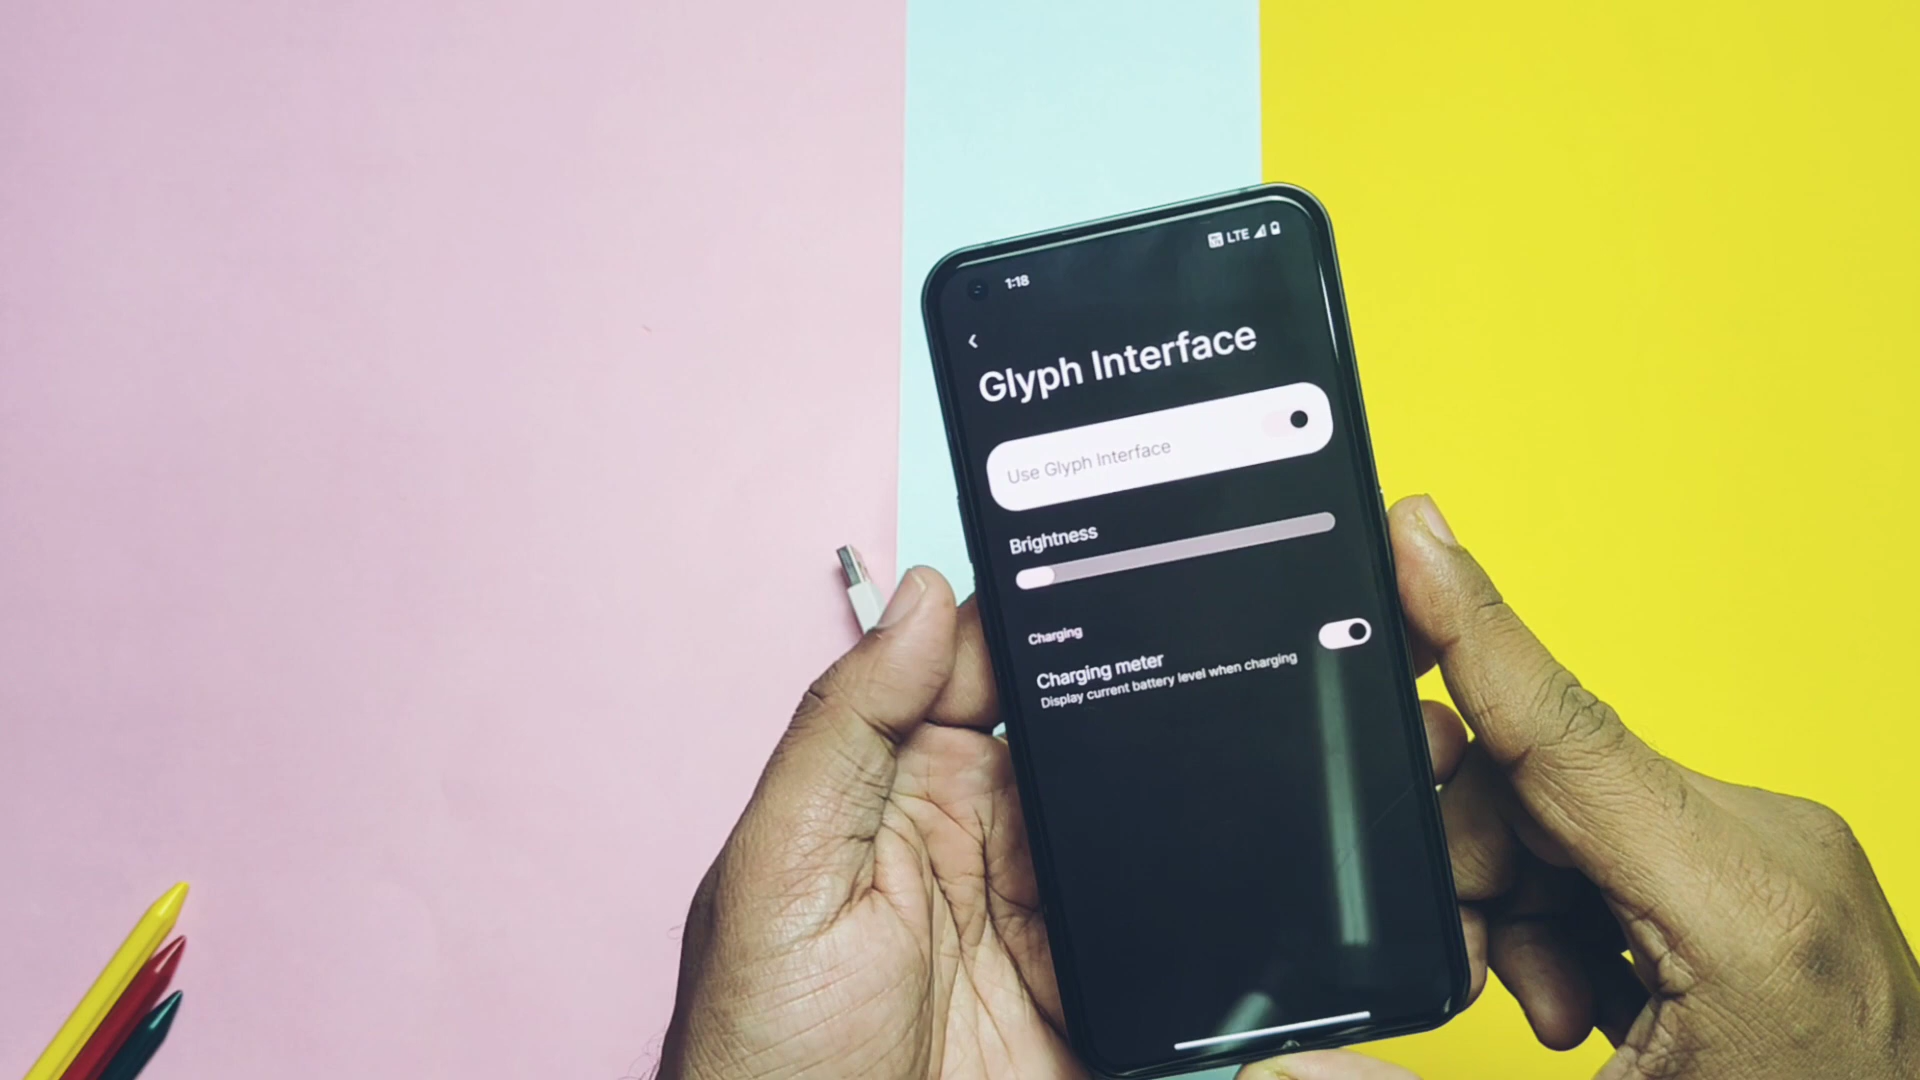 1:18
LTE
Glyph Interface
Use Glyph Interface
Brightness
Charging
Charging meter
Display current battery level when charging